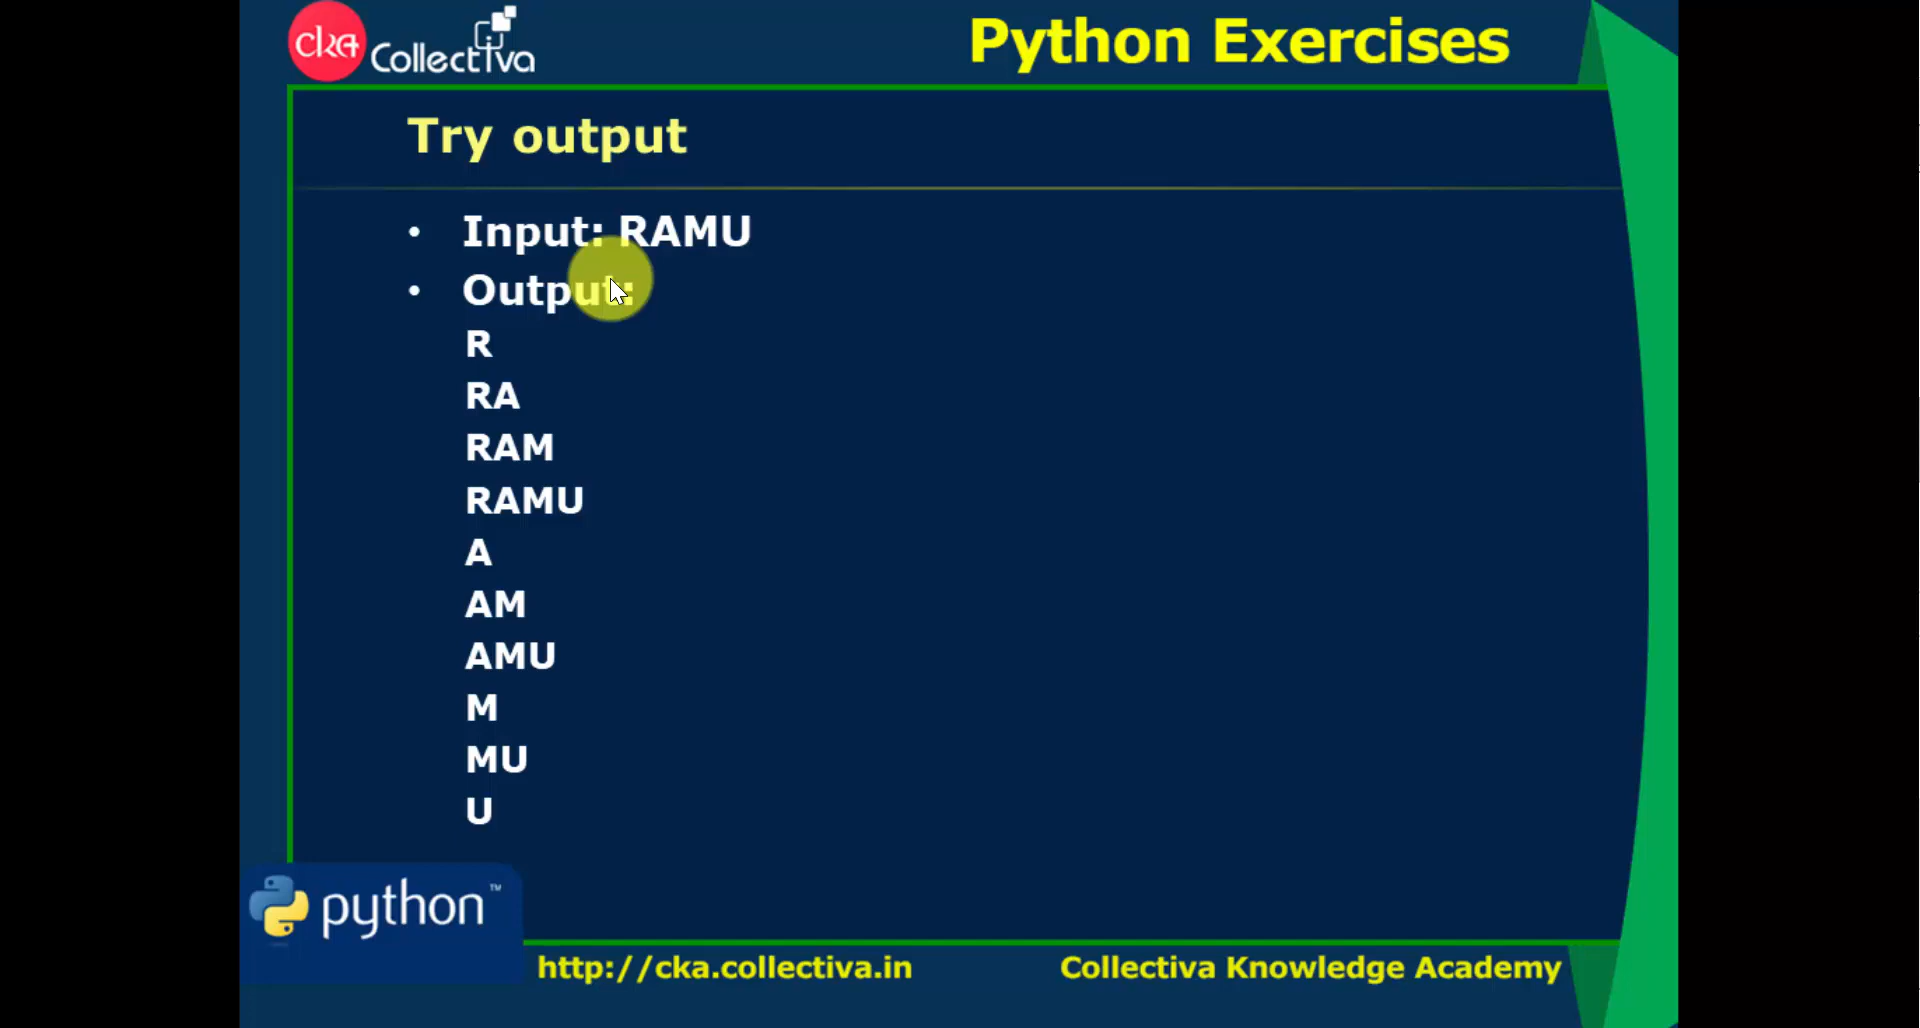 cka Collectiva
Python Exercises
Try output
• Input: RAMU
• Output:
R
RA
RAM
RAMU
A
AM
AMU
M
MU
U
python™
http://cka.collectiva.in
Collectiva Knowledge Academy